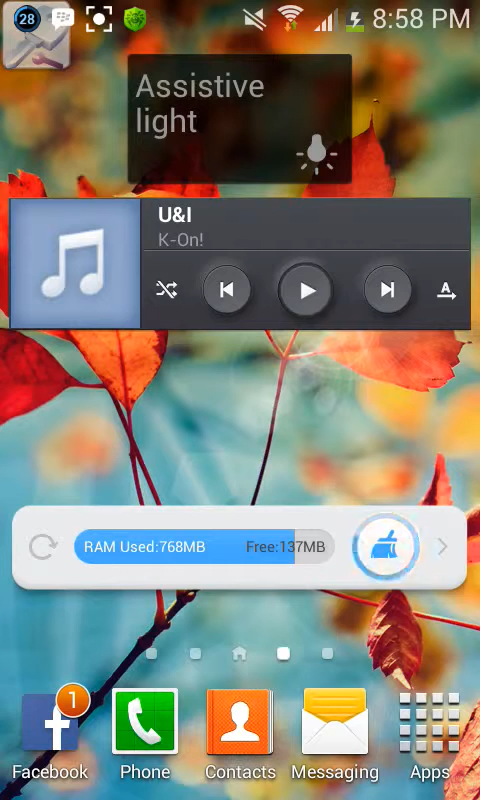 28
8:58 PM
Assistive
light
U&I
K-On!
A
RAM Used:768MB Free:137MB
1
Facebook Phone Contacts Messaging Apps